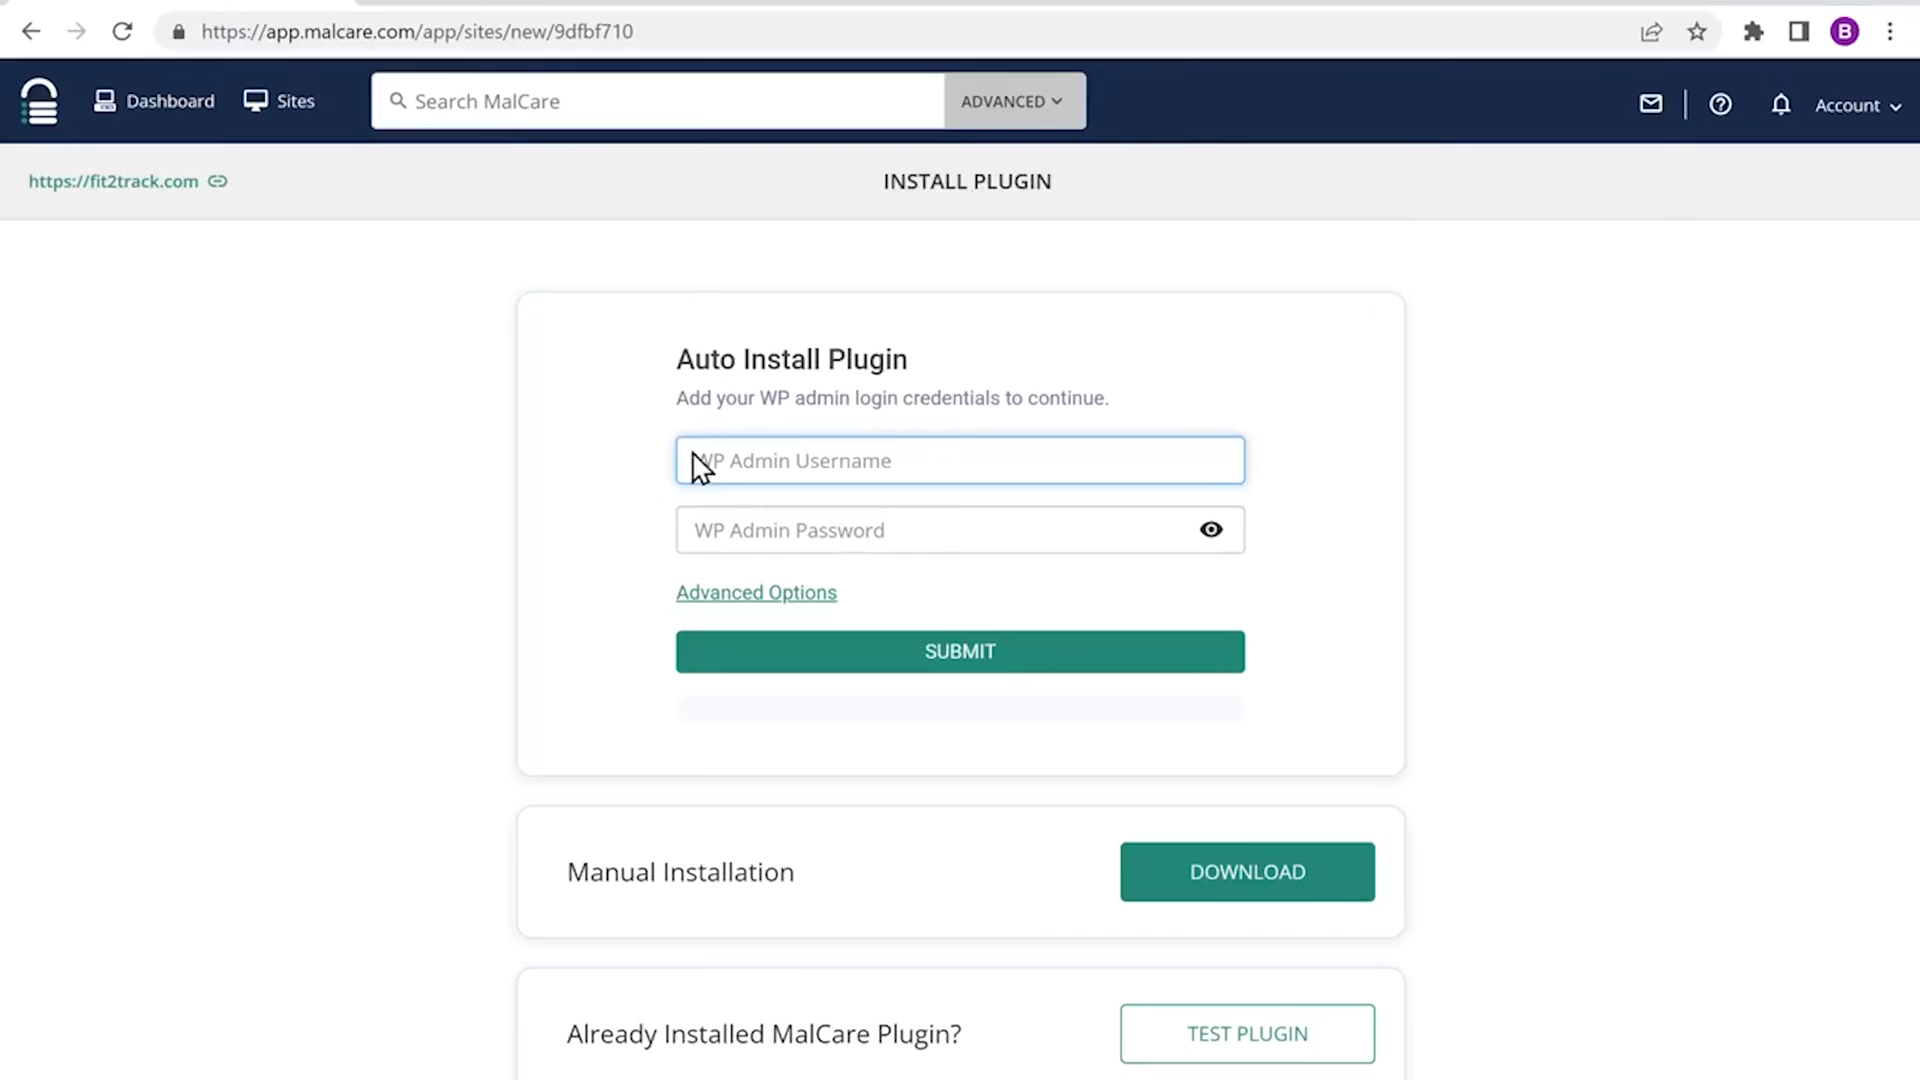 https://app.malcare.com/app/sites/new/9dfbf710
B
Dashboard
Sites
Search MalCare
ADVANCED
Account
https://fit2track.com
INSTALL PLUGIN
Auto Install Plugin
Add your WP admin login credentials to continue.
WP Admin Username
WP Admin Password
Advanced Options
SUBMIT
Manual Installation
DOWNLOAD
Already Installed MalCare Plugin?
TEST PLUGIN